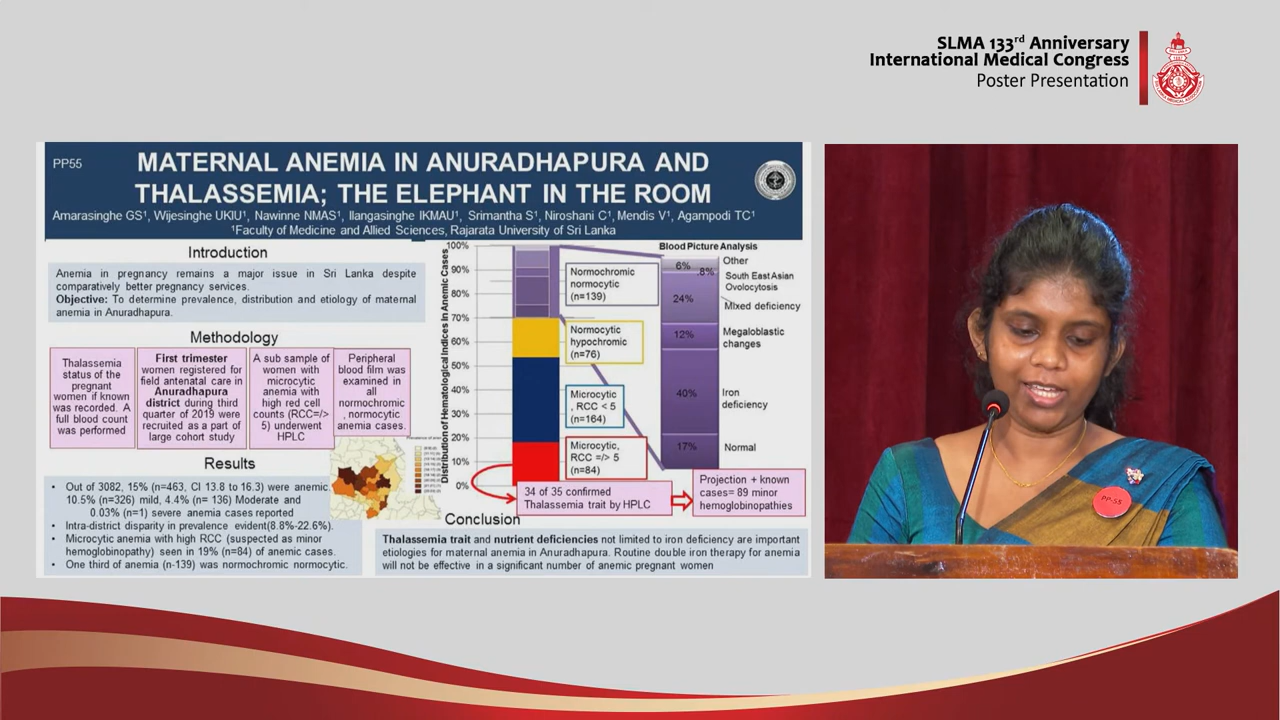 SLMA 133rd Anniversary
International Medical Congress
Poster Presentation
PP55
MATERNAL ANEMIA IN ANURADHAPURA AND
THALASSEMIA; THE ELEPHANT IN THE ROOM
Amarasinghe GS¹, Wijesinghe UKIU¹, Nawinne NMAS¹, Ilangasinghe IKMAU¹, Srimantha S¹, Niroshani C¹, Mendis V¹, Agampodi TC¹
¹Faculty of Medicine and Allied Sciences, Rajarata University of Sri Lanka
Introduction
Anemia in pregnancy remains a major issue in Sri Lanka despite
comparatively better pregnancy services.
Objective: To determine prevalence, distribution and etiology of maternal
anemia in Anuradhapura.
Methodology
Thalassemia
status of the
pregnant
women if known
was recorded. A
full blood count
was performed
First trimester
women registered for
field antenatal care in
Anuradhapura
district during third
quarter of 2019 were
recruited as a part of
large cohort study
A sub sample of
women with
microcytic
anemia with
high red cell
counts (RCC=/>
5) underwent
HPLC
Peripheral
blood film was
examined in
all
normochromic
, normocytic
anemia cases.
Results
• Out of 3082, 15% (n=463, CI 13.8 to 16.3) were anemic.
10.5% (n=326) mild, 4.4% (n= 136) Moderate and
0.03% (n=1) severe anemia cases reported
• Intra-district disparity in prevalence evident(8.8%-22.6%).
• Microcytic anemia with high RCC (suspected as minor
hemoglobinopathy) seen in 19% (n=84) of anemic cases.
• One third of anemia (n-139) was normochromic normocytic.
Distribution of Hematological Indices in Anemic Cases
100%
90%
80%
70%
60%
50%
40%
30%
20%
10%
0%
Normochromic
normocytic
(n=139)
Normocytic
hypochromic
(n=76)
Microcytic
, RCC < 5
(n=164)
Microcytic,
RCC =/> 5
(n=84)
Blood Picture Analysis
6%
.8%
24%
12%
40%
17%
Other
South East Asian
Ovolocytosis
Mixed deficiency
Megaloblastic
changes
Iron
deficiency
Normal
34 of 35 confirmed
Thalassemia trait by HPLC
Projection + known
cases= 89 minor
hemoglobinopathies
Conclusion
Thalassemia trait and nutrient deficiencies not limited to iron deficiency are important
etiologies for maternal anemia in Anuradhapura. Routine double iron therapy for anemia
will not be effective in a significant number of anemic pregnant women
PP-55